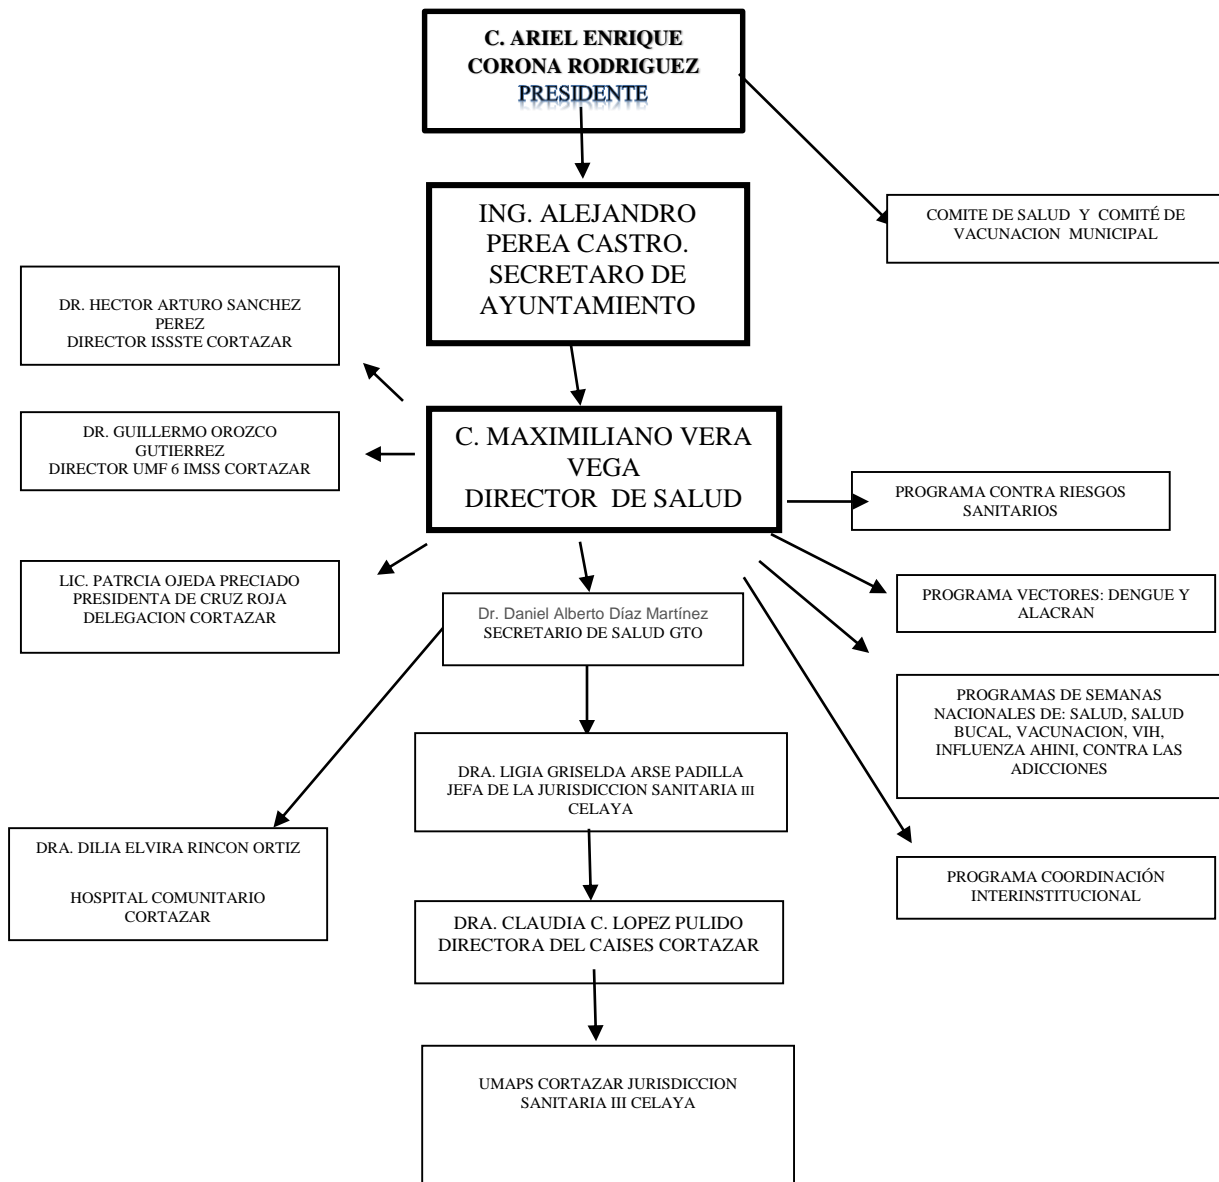 C. ARIEL ENRIQUE
CORONA RODRIGUEZ
PRESIDENTE
ING. ALEJANDRO
PEREA CASTRO.
SECRETARO DE
AYUNTAMIENTO
COMITE DE SALUD Y COMITÉ DE
VACUNACION MUNICIPAL
DR. HECTOR ARTURO SANCHEZ
PEREZ
DIRECTOR ISSSTE CORTAZAR
DR. GUILLERMO OROZCO
GUTIERREZ
DIRECTOR UMF 6 IMSS CORTAZAR
C. MAXIMILIANO VERA
VEGA
DIRECTOR DE SALUD
PROGRAMA CONTRA RIESGOS
SANITARIOS
LIC. PATRCIA OJEDA PRECIADO
PRESIDENTA DE CRUZ ROJA
DELEGACION CORTAZAR
Dr. Daniel Alberto Díaz Martínez
SECRETARIO DE SALUD GTO
PROGRAMA VECTORES: DENGUE Y
ALACRAN
PROGRAMAS DE SEMANAS
NACIONALES DE: SALUD, SALUD
BUCAL, VACUNACION, VIH,
INFLUENZA AHINI, CONTRA LAS
ADICCIONES
DRA. LIGIA GRISELDA ARSE PADILLA
JEFA DE LA JURISDICCION SANITARIA III
CELAYA
DRA. DILIA ELVIRA RINCON ORTIZ
HOSPITAL COMUNITARIO
CORTAZAR
PROGRAMA COORDINACIÓN
INTERINSTITUCIONAL
DRA. CLAUDIA C. LOPEZ PULIDO
DIRECTORA DEL CAISES CORTAZAR
UMAPS CORTAZAR JURISDICCION
SANITARIA III CELAYA